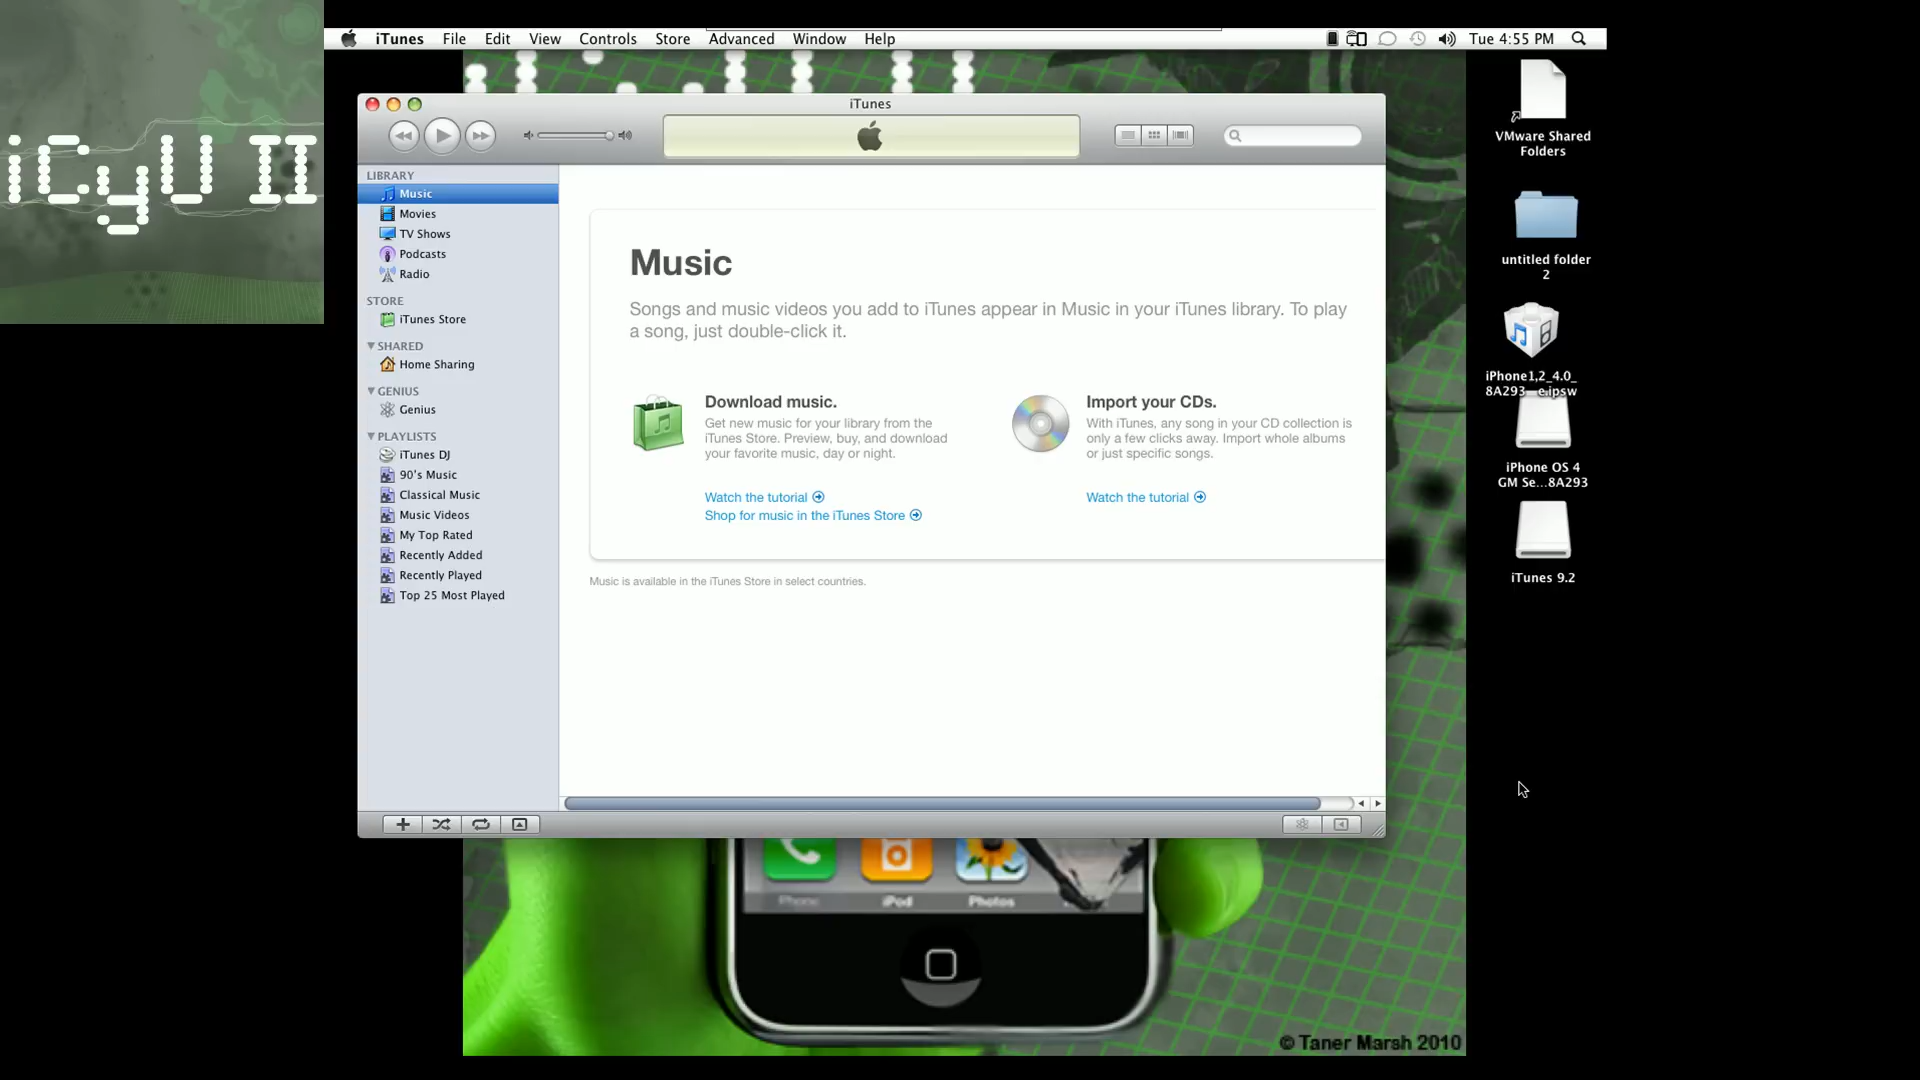 iCyU II
iTunes File Edit View Controls Store Advanced Window Help
Tue 4:55 PM
iTunes
LIBRARY
Music
Movies
TV Shows
Podcasts
Radio
STORE
iTunes Store
SHARED
Home Sharing
GENIUS
Genius
PLAYLISTS
iTunes DJ
90's Music
Classical Music
Music Videos
My Top Rated
Recently Added
Recently Played
Top 25 Most Played
Music
Songs and music videos you add to iTunes appear in Music in your iTunes library. To play
a song, just double-click it.
Download music.
Get new music for your library from the
iTunes Store. Preview, buy, and download
your favorite music, day or night.
Watch the tutorial
Shop for music in the iTunes Store
Import your CDs.
With iTunes, any song in your CD collection is
only a few clicks away. Import whole albums
or just specific songs.
Watch the tutorial
Music is available in the iTunes Store in select countries.
VMware Shared
Folders
untitled folder
2
iPhone1,2_4.0_
8A293_...e.ipsw
iPhone OS 4
GM Se...8A293
iTunes 9.2
Phone
iPod
Photos
© Taner Marsh 2010